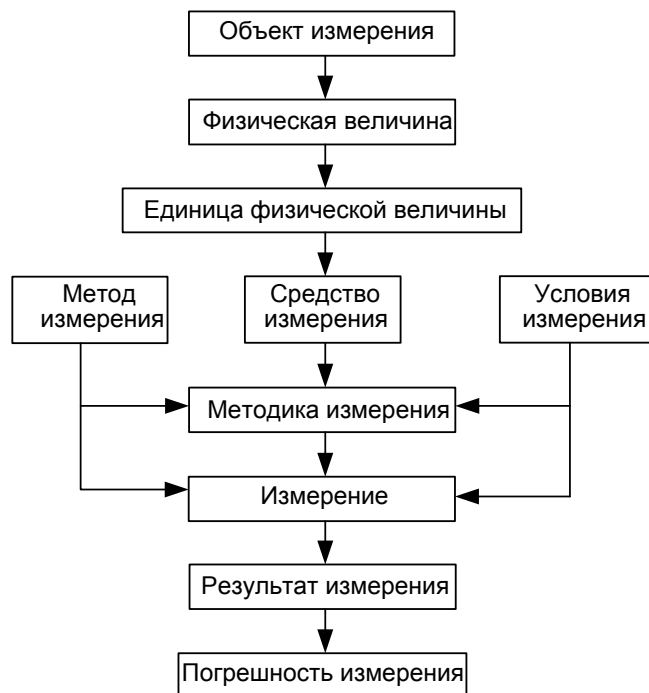 Объект измерения
Физическая величина
Единица физической величины
Метод
измерения
Средство
измерения
Условия
измерения
Методика измерения
Измерение
Результат измерения
Погрешность измерения